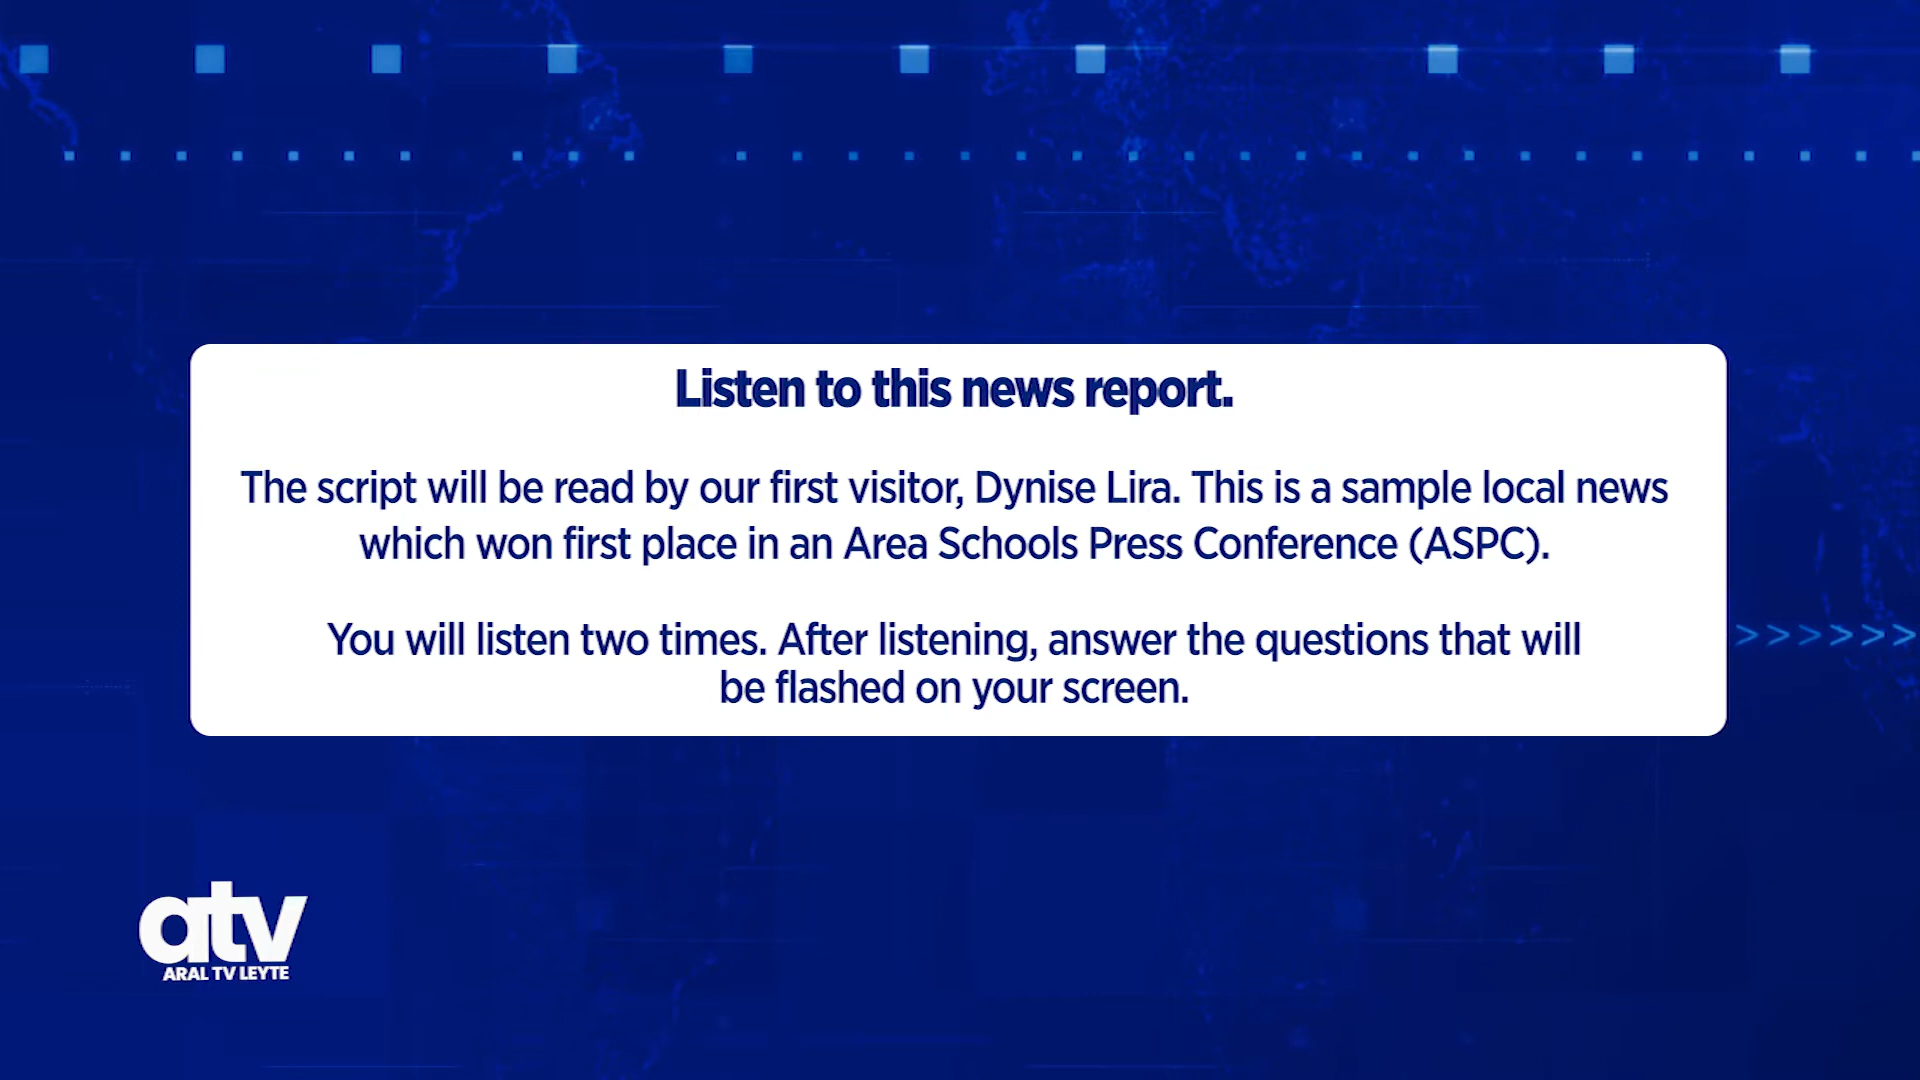 Listen to this news report.
The script will be read by our first visitor, Dynise Lira. This is a sample local news
which won first place in an Area Schools Press Conference (ASPC).
You will listen two times. After listening, answer the questions that will
be flashed on your screen.
atv
ARAL TV LEYTE